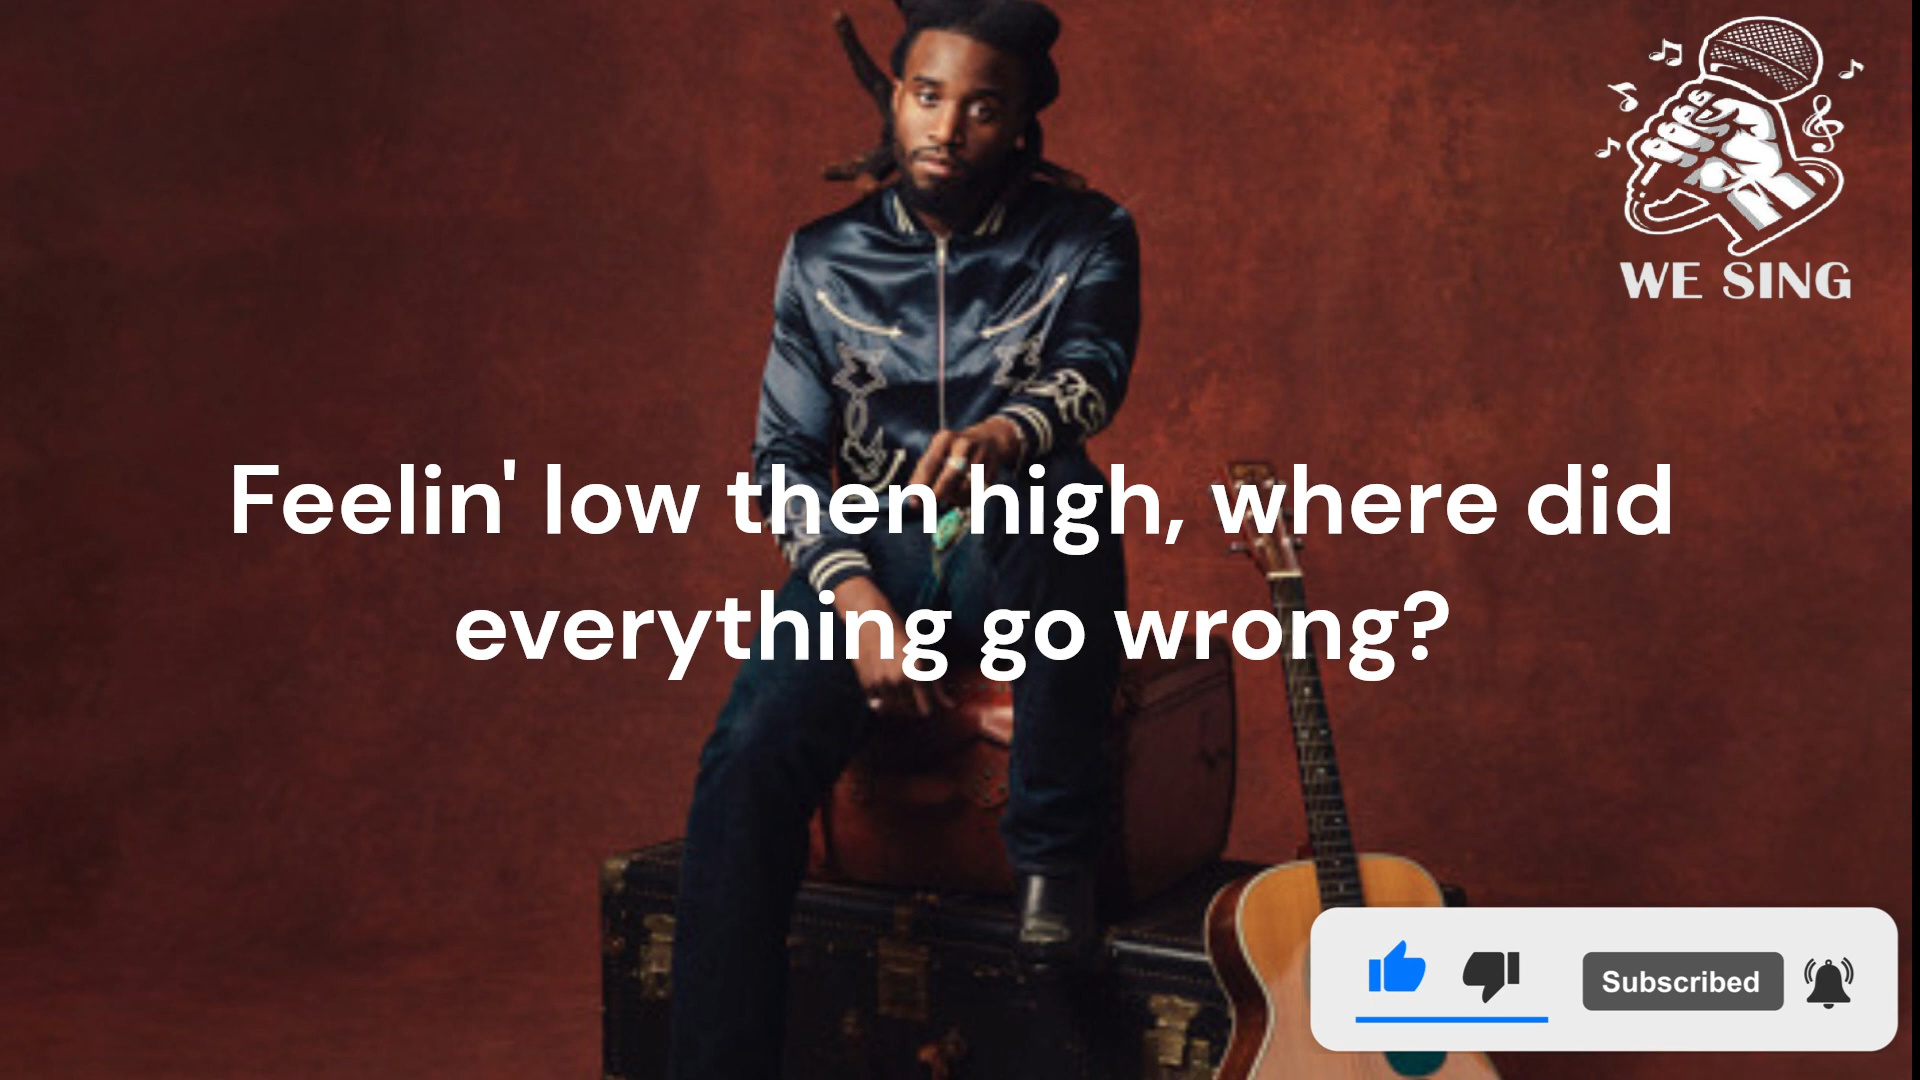 WE SING
Feelin' low then high, where did
everything go wrong?
Subscribed